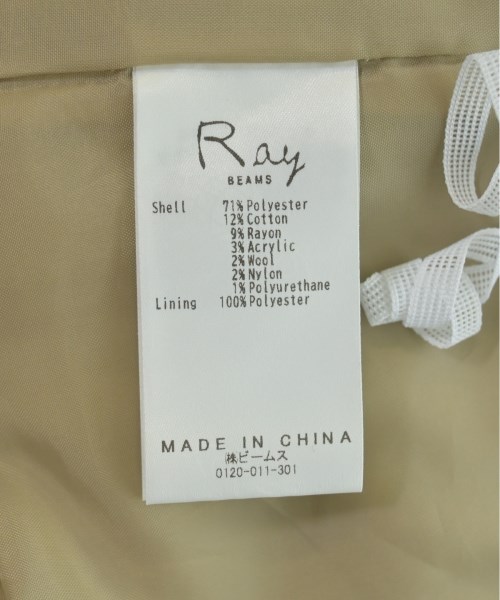 Ray
BEAMS
Shell 71% Polyester
12% Cotton
9% Rayon
3% Acrylic
2% Wool
2% Nylon
1% Polyurethane
Lining 100% Polyester
MADE IN CHINA
㈱ビームス
0120-011-301